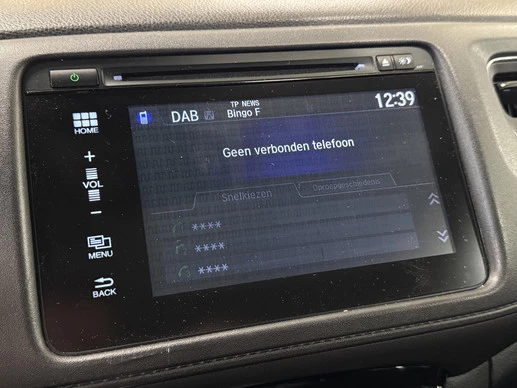 TP NEWS
DAB Bingo F 12:39
HOME
Geen verbonden telefoon
+
VOL
-
Snelkiezen Oproepgeschiedenis
****
****
MENU
****
BACK